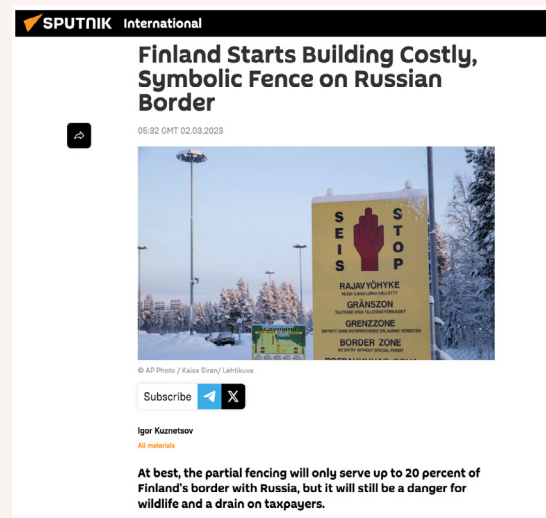 SPUTNIK International
Finland Starts Building Costly,
Symbolic Fence on Russian
Border
05:32 GMT 02.03.2023
SEIS
STOP
RAJAVYÖHYKE
GRÄNSZON
GRENZZONE
BORDER ZONE
NO ENTRY WITHOUT SPECIAL PERMIT
RAJAVYÖHYKE
© AP Photo / Kaisa Siren/ Lehtikuva
Subscribe
Igor Kuznetsov
All materials
At best, the partial fencing will only serve up to 20 percent of
Finland's border with Russia, but it will still be a danger for
wildlife and a drain on taxpayers.